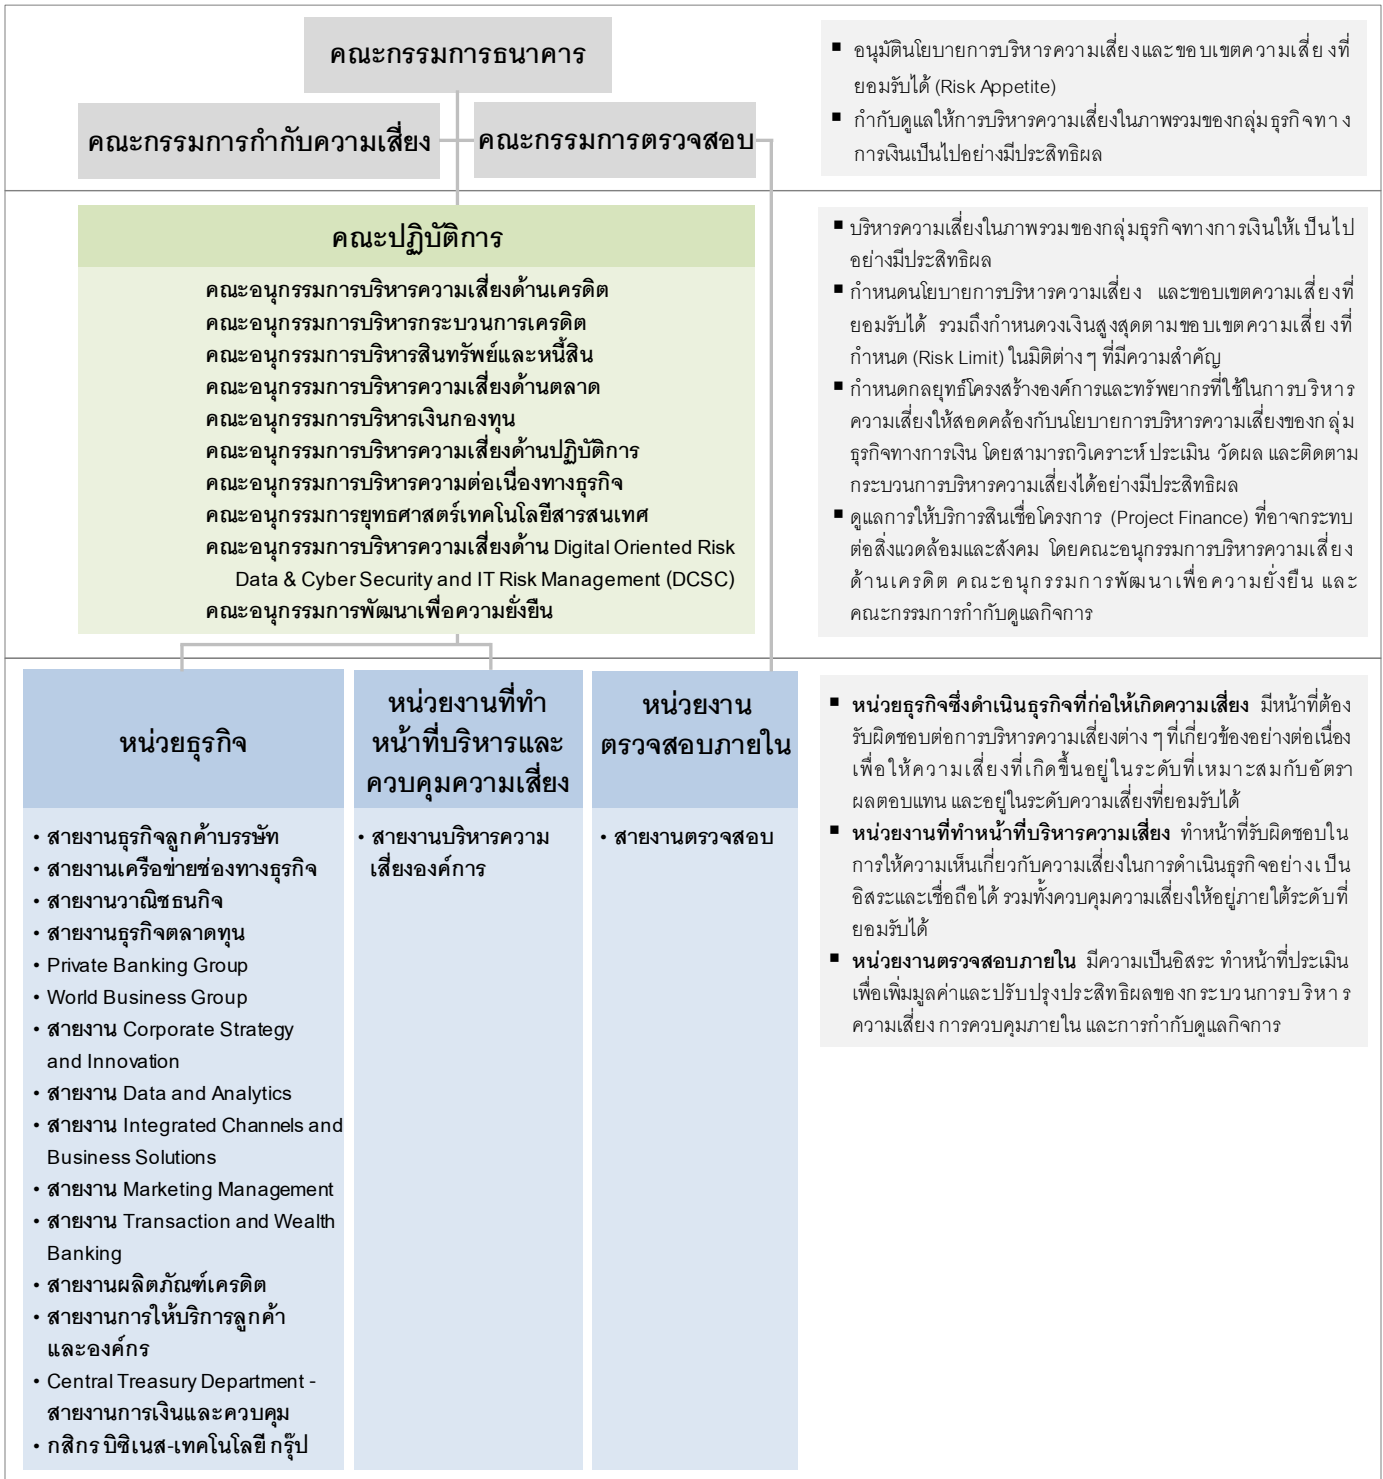 คณะกรรมการธนาคาร
คณะกรรมการกำกับความเสี่ยง
คณะกรรมการตรวจสอบ
▪ อนุมัตินโยบายการบริหารความเสี่ยงและขอบเขตความเสี่ยงที่
ยอมรับได้ (Risk Appetite)
▪ กำกับดูแลให้การบริหารความเสี่ยงในภาพรวมของกลุ่มธุรกิจทาง
การเงินเป็นไปอย่างมีประสิทธิผล
คณะปฏิบัติการ
คณะอนุกรรมการบริหารความเสี่ยงด้านเครดิต
คณะอนุกรรมการบริหารกระบวนการเครดิต
คณะอนุกรรมการบริหารสินทรัพย์และหนี้สิน
คณะอนุกรรมการบริหารความเสี่ยงด้านตลาด
คณะอนุกรรมการบริหารเงินกองทุน
คณะอนุกรรมการบริหารความเสี่ยงด้านปฏิบัติการ
คณะอนุกรรมการบริหารความต่อเนื่องทางธุรกิจ
คณะอนุกรรมการยุทธศาสตร์เทคโนโลยีสารสนเทศ
คณะอนุกรรมการบริหารความเสี่ยงด้าน Digital Oriented Risk
Data & Cyber Security and IT Risk Management (DCSC)
คณะอนุกรรมการพัฒนาเพื่อความยั่งยืน
▪ บริหารความเสี่ยงในภาพรวมของกลุ่มธุรกิจทางการเงินให้เป็นไป
อย่างมีประสิทธิผล
▪ กำหนดนโยบายการบริหารความเสี่ยง และขอบเขตความเสี่ยงที่
ยอมรับได้ รวมถึงกำหนดวงเงินสูงสุดตามขอบเขตความเสี่ยงที่
กำหนด (Risk Limit) ในมิติต่าง ๆ ที่มีความสำคัญ
▪ กำหนดกลยุทธ์โครงสร้างองค์การและทรัพยากรที่ใช้ในการบริหาร
ความเสี่ยงให้สอดคล้องกับนโยบายการบริหารความเสี่ยงของกลุ่ม
ธุรกิจทางการเงิน โดยสามารถวิเคราะห์ ประเมิน วัดผล และติดตาม
กระบวนการบริหารความเสี่ยงได้อย่างมีประสิทธิผล
▪ ดูแลการให้บริการสินเชื่อโครงการ (Project Finance) ที่อาจกระทบ
ต่อสิ่งแวดล้อมและสังคม โดยคณะอนุกรรมการบริหารความเสี่ยง
ด้านเครดิต คณะอนุกรรมการพัฒนาเพื่อความยั่งยืน และ
คณะกรรมการกำกับดูแลกิจการ
หน่วยธุรกิจ
• สายงานธุรกิจลูกค้าบรรษัท
• สายงานเครือข่ายช่องทางธุรกิจ
• สายงานวาณิชธนกิจ
• สายงานธุรกิจตลาดทุน
• Private Banking Group
• World Business Group
• สายงาน Corporate Strategy
and Innovation
• สายงาน Data and Analytics
• สายงาน Integrated Channels and
Business Solutions
• สายงาน Marketing Management
• สายงาน Transaction and Wealth
Banking
• สายงานผลิตภัณฑ์เครดิต
• สายงานการให้บริการลูกค้า
และองค์กร
• Central Treasury Department -
สายงานการเงินและควบคุม
• กสิกร บิซิเนส-เทคโนโลยี กรุ๊ป
หน่วยงานที่ทำ
หน้าที่บริหารและ
ควบคุมความเสี่ยง
• สายงานบริหารความ
เสี่ยงองค์การ
หน่วยงาน
ตรวจสอบภายใน
• สายงานตรวจสอบ
▪ หน่วยธุรกิจซึ่งดำเนินธุรกิจที่ก่อให้เกิดความเสี่ยง มีหน้าที่ต้อง
รับผิดชอบต่อการบริหารความเสี่ยงต่าง ๆ ที่เกี่ยวข้องอย่างต่อเนื่อง
เพื่อให้ความเสี่ยงที่เกิดขึ้นอยู่ในระดับที่เหมาะสมกับอัตรา
ผลตอบแทน และอยู่ในระดับความเสี่ยงที่ยอมรับได้
▪ หน่วยงานที่ทำหน้าที่บริหารความเสี่ยง ทำหน้าที่รับผิดชอบใน
การให้ความเห็นเกี่ยวกับความเสี่ยงในการดำเนินธุรกิจอย่างเป็น
อิสระและเชื่อถือได้ รวมทั้งควบคุมความเสี่ยงให้อยู่ภายใต้ระดับที่
ยอมรับได้
▪ หน่วยงานตรวจสอบภายใน มีความเป็นอิสระ ทำหน้าที่ประเมิน
เพื่อเพิ่มมูลค่าและปรับปรุงประสิทธิผลของกระบวนการบริหาร
ความเสี่ยง การควบคุมภายใน และการกำกับดูแลกิจการ